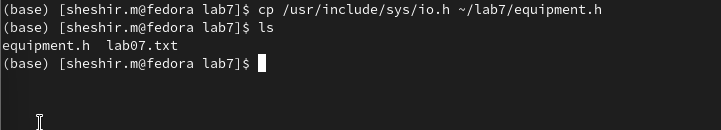 (base) [sheshir.m@fedora lab7]$ cp /usr/include/sys/io.h ~/lab7/equipment.h
(base) [sheshir.m@fedora lab7]$ ls
equipment.h  lab07.txt
(base) [sheshir.m@fedora lab7]$